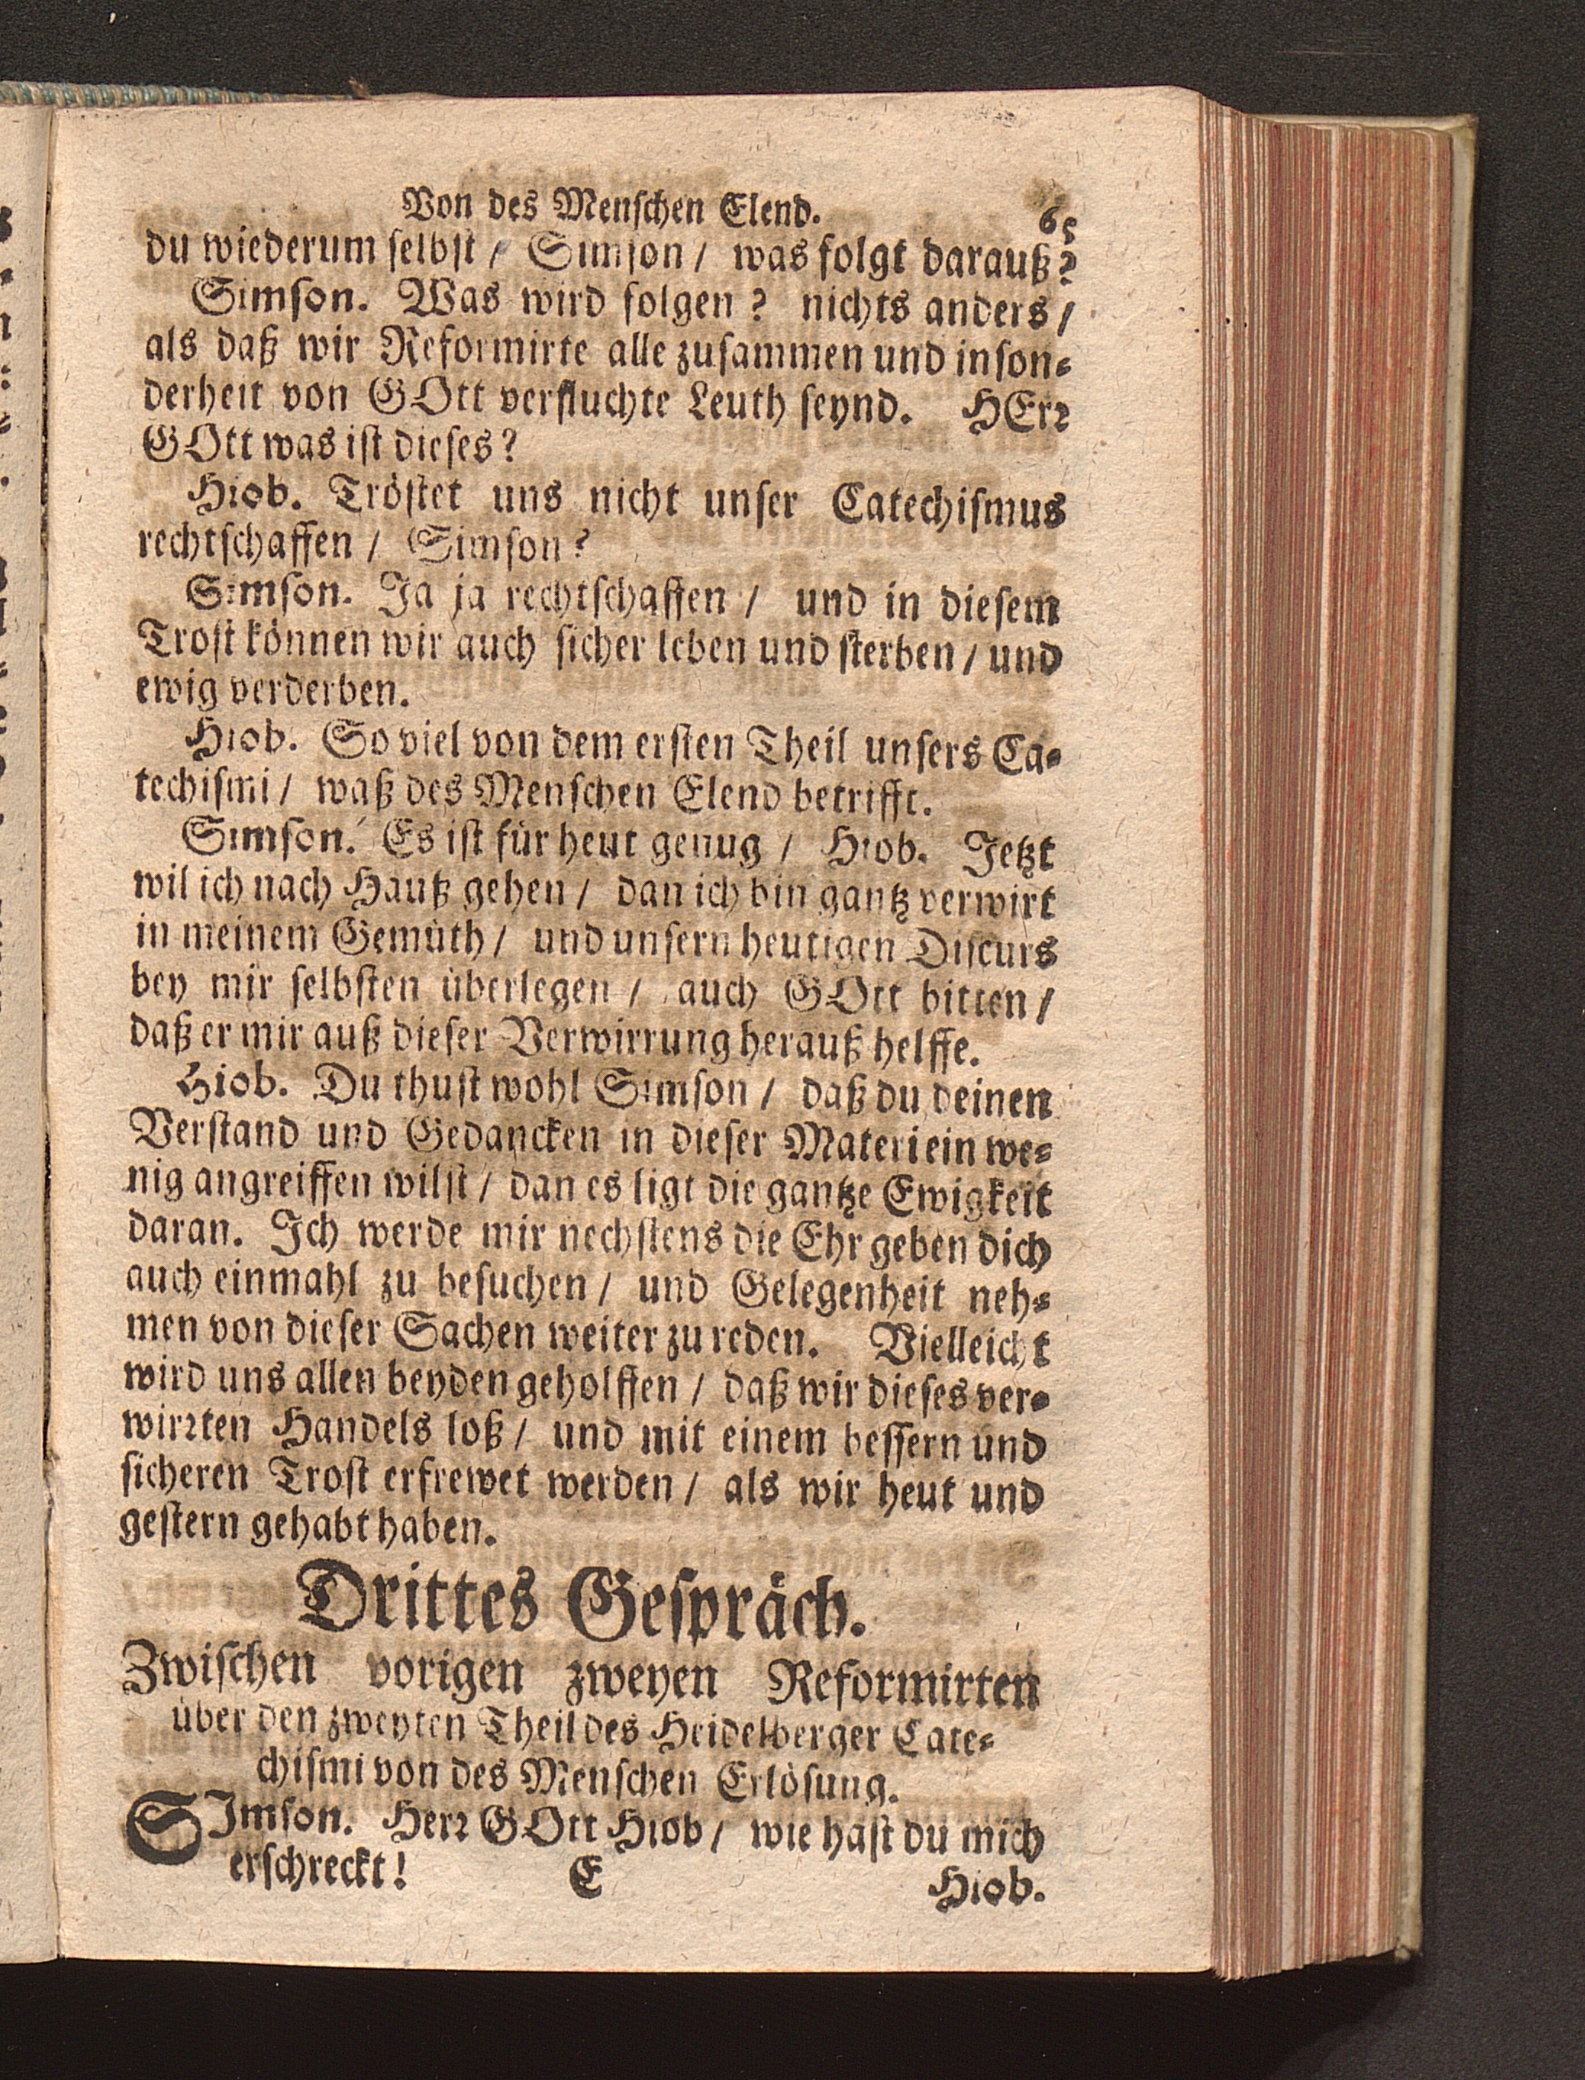 Von des Menschen Elend. 65
du wiederum selbst / Simson / was folgt darauß?
Simson. Was wird folgen? nichts anders /
als daß wir Reformirte alle zusammen und inson-
derheit von GOtt verfluchte Leuth seynd. HErr
GOtt was ist dieses?
Hiob. Tröstet uns nicht unser Catechismus
rechtschaffen / Simson?
Simson. Ja ja rechtschaffen / und in diesem
Trost können wir auch sicher leben und sterben / und
ewig verderben.
Hiob. So viel von dem ersten Theil unsers Ca-
techismi / waß des Menschen Elend betrifft.
Simson. Es ist für heut genug / Hiob. Jetzt
wil ich nach Hauß gehen / dan ich bin gantz verwirt
in meinem Gemüth / und unsern heutigen Discurs
bey mir selbsten überlegen / auch GOtt bitten /
daß er mir auß dieser Verwirrung herauß helffe.
Hiob. Du thust wohl Simson / daß du deinen
Verstand und Gedancken in dieser Materi ein we-
nig angreiffen wilst / dan es ligt die gantze Ewigkeit
daran. Ich werde mir nechstens die Ehr geben dich
auch einmahl zu besuchen / und Gelegenheit neh-
men von dieser Sachen weiter zu reden. Vielleicht
wird uns allen beyden geholffen / daß wir dieses ver-
wirrten Handels loß / und mit einem bessern und
sicheren Trost erfrewet werden / als wir heut und
gestern gehabt haben.
Drittes Gespräch.
Zwischen vorigen zweyen Reformirten
über den zweyten Theil des Heidelberger Cate-
chismi von des Menschen Erlösung.
SImson. Herr GOtt Hiob / wie hast du mich
erschreckt! E Hiob.